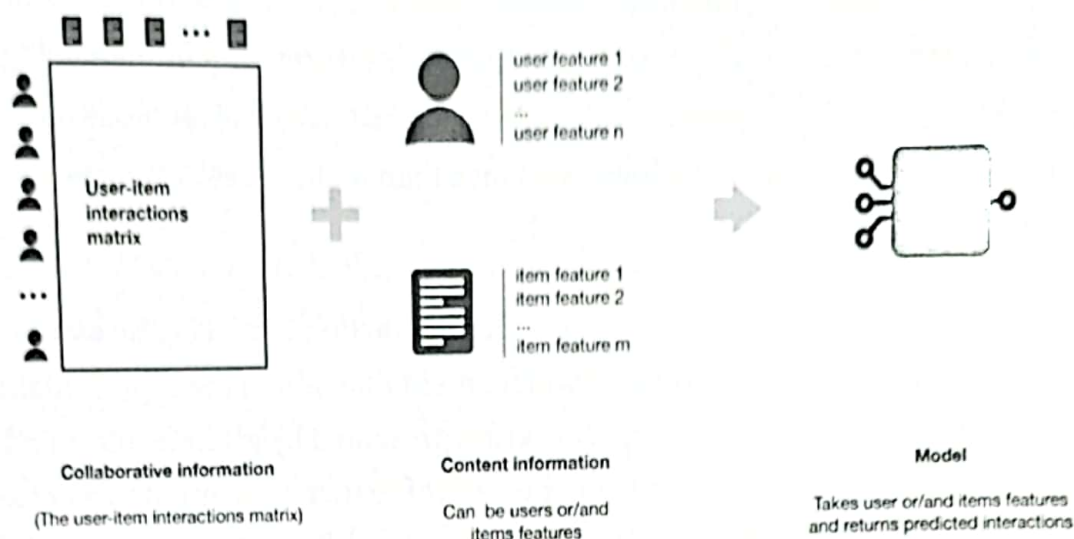 User-item
interactions
matrix
user feature 1
user feature 2
...
user feature n
item feature 1
item feature 2
...
item feature m
Collaborative information
(The user-item interactions matrix)
Content information
Can be users or/and
items features
Model
Takes user or/and items features
and returns predicted interactions